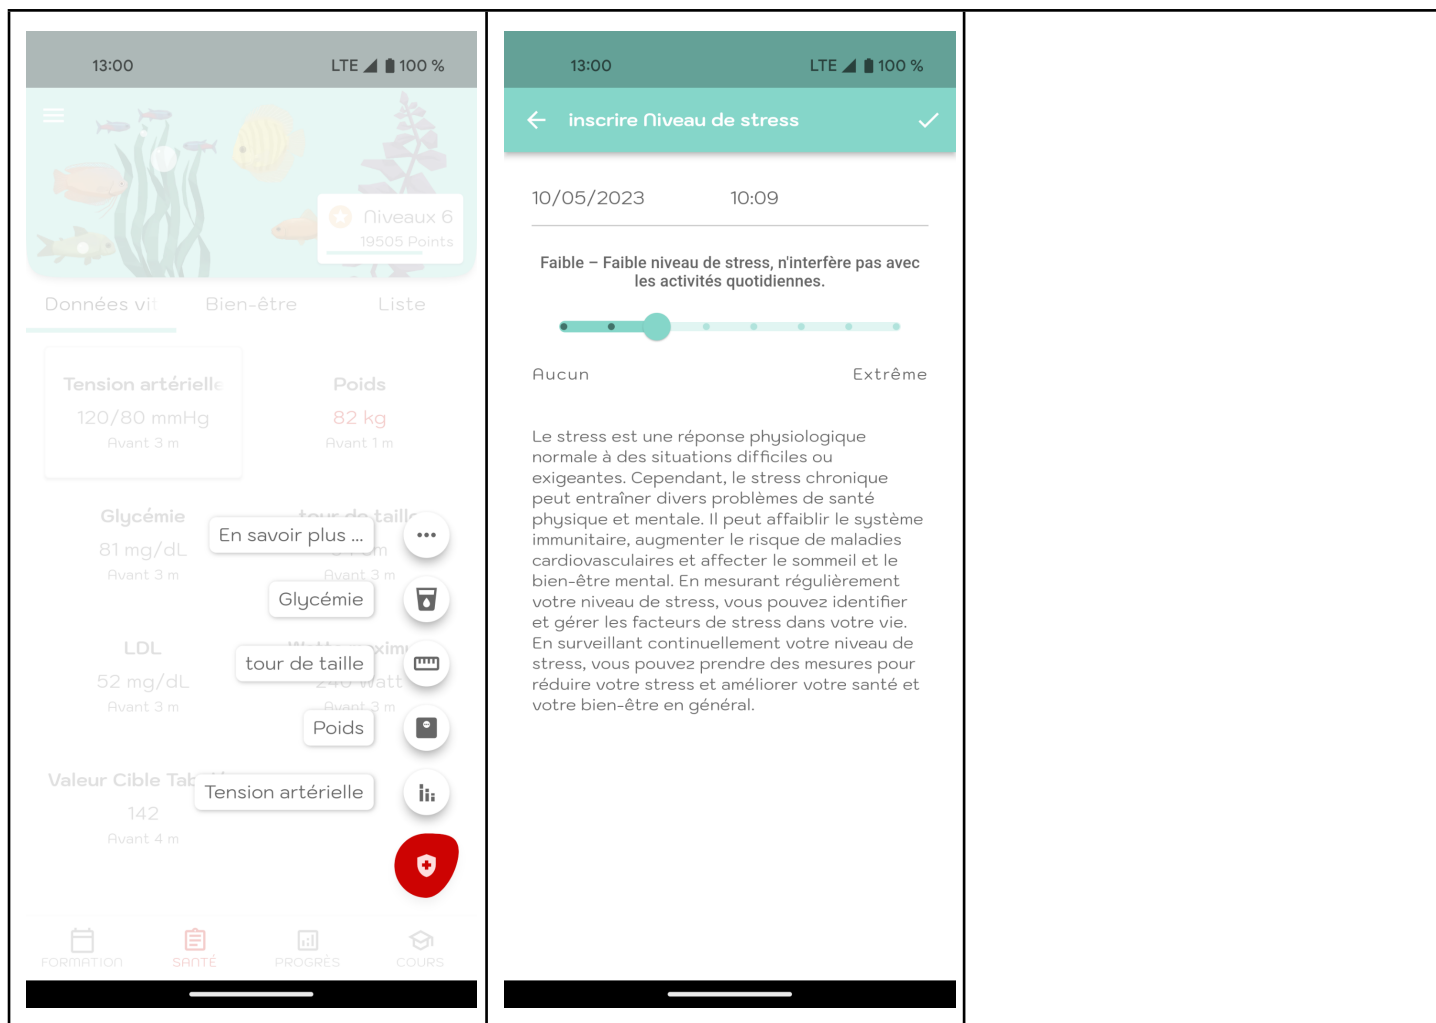 13:00
LTE 100 %
Niveaux 6
19505 Points
Données vit
Bien-être
Liste
Tension artérielle
Poids
120/80 mmHg
82 kg
Avant 3 m
Avant 1 m
Glycémie
tour de taille
En savoir plus ...
81 mg/dL
cm
Avant 3 m
Avant 3 m
Glycémie
LDL
tour de taille
52 mg/dL
240 Watt
Avant 3 m
Avant 3 m
Poids
Valeur Cible
Tension artérielle
142
Avant 4 m
FORMATION
SANTÉ
PROGRÈS
COURS
13:00
LTE 100 %
inscrire Niveau de stress
10/05/2023
10:09
Faible – Faible niveau de stress, n'interfère pas avec
les activités quotidiennes.
Aucun
Extrême
Le stress est une réponse physiologique
normale à des situations difficiles ou
exigeantes. Cependant, le stress chronique
peut entraîner divers problèmes de santé
physique et mentale. Il peut affaiblir le système
immunitaire, augmenter le risque de maladies
cardiovasculaires et affecter le sommeil et le
bien-être mental. En mesurant régulièrement
votre niveau de stress, vous pouvez identifier
et gérer les facteurs de stress dans votre vie.
En surveillant continuellement votre niveau de
stress, vous pouvez prendre des mesures pour
réduire votre stress et améliorer votre santé et
votre bien-être en général.